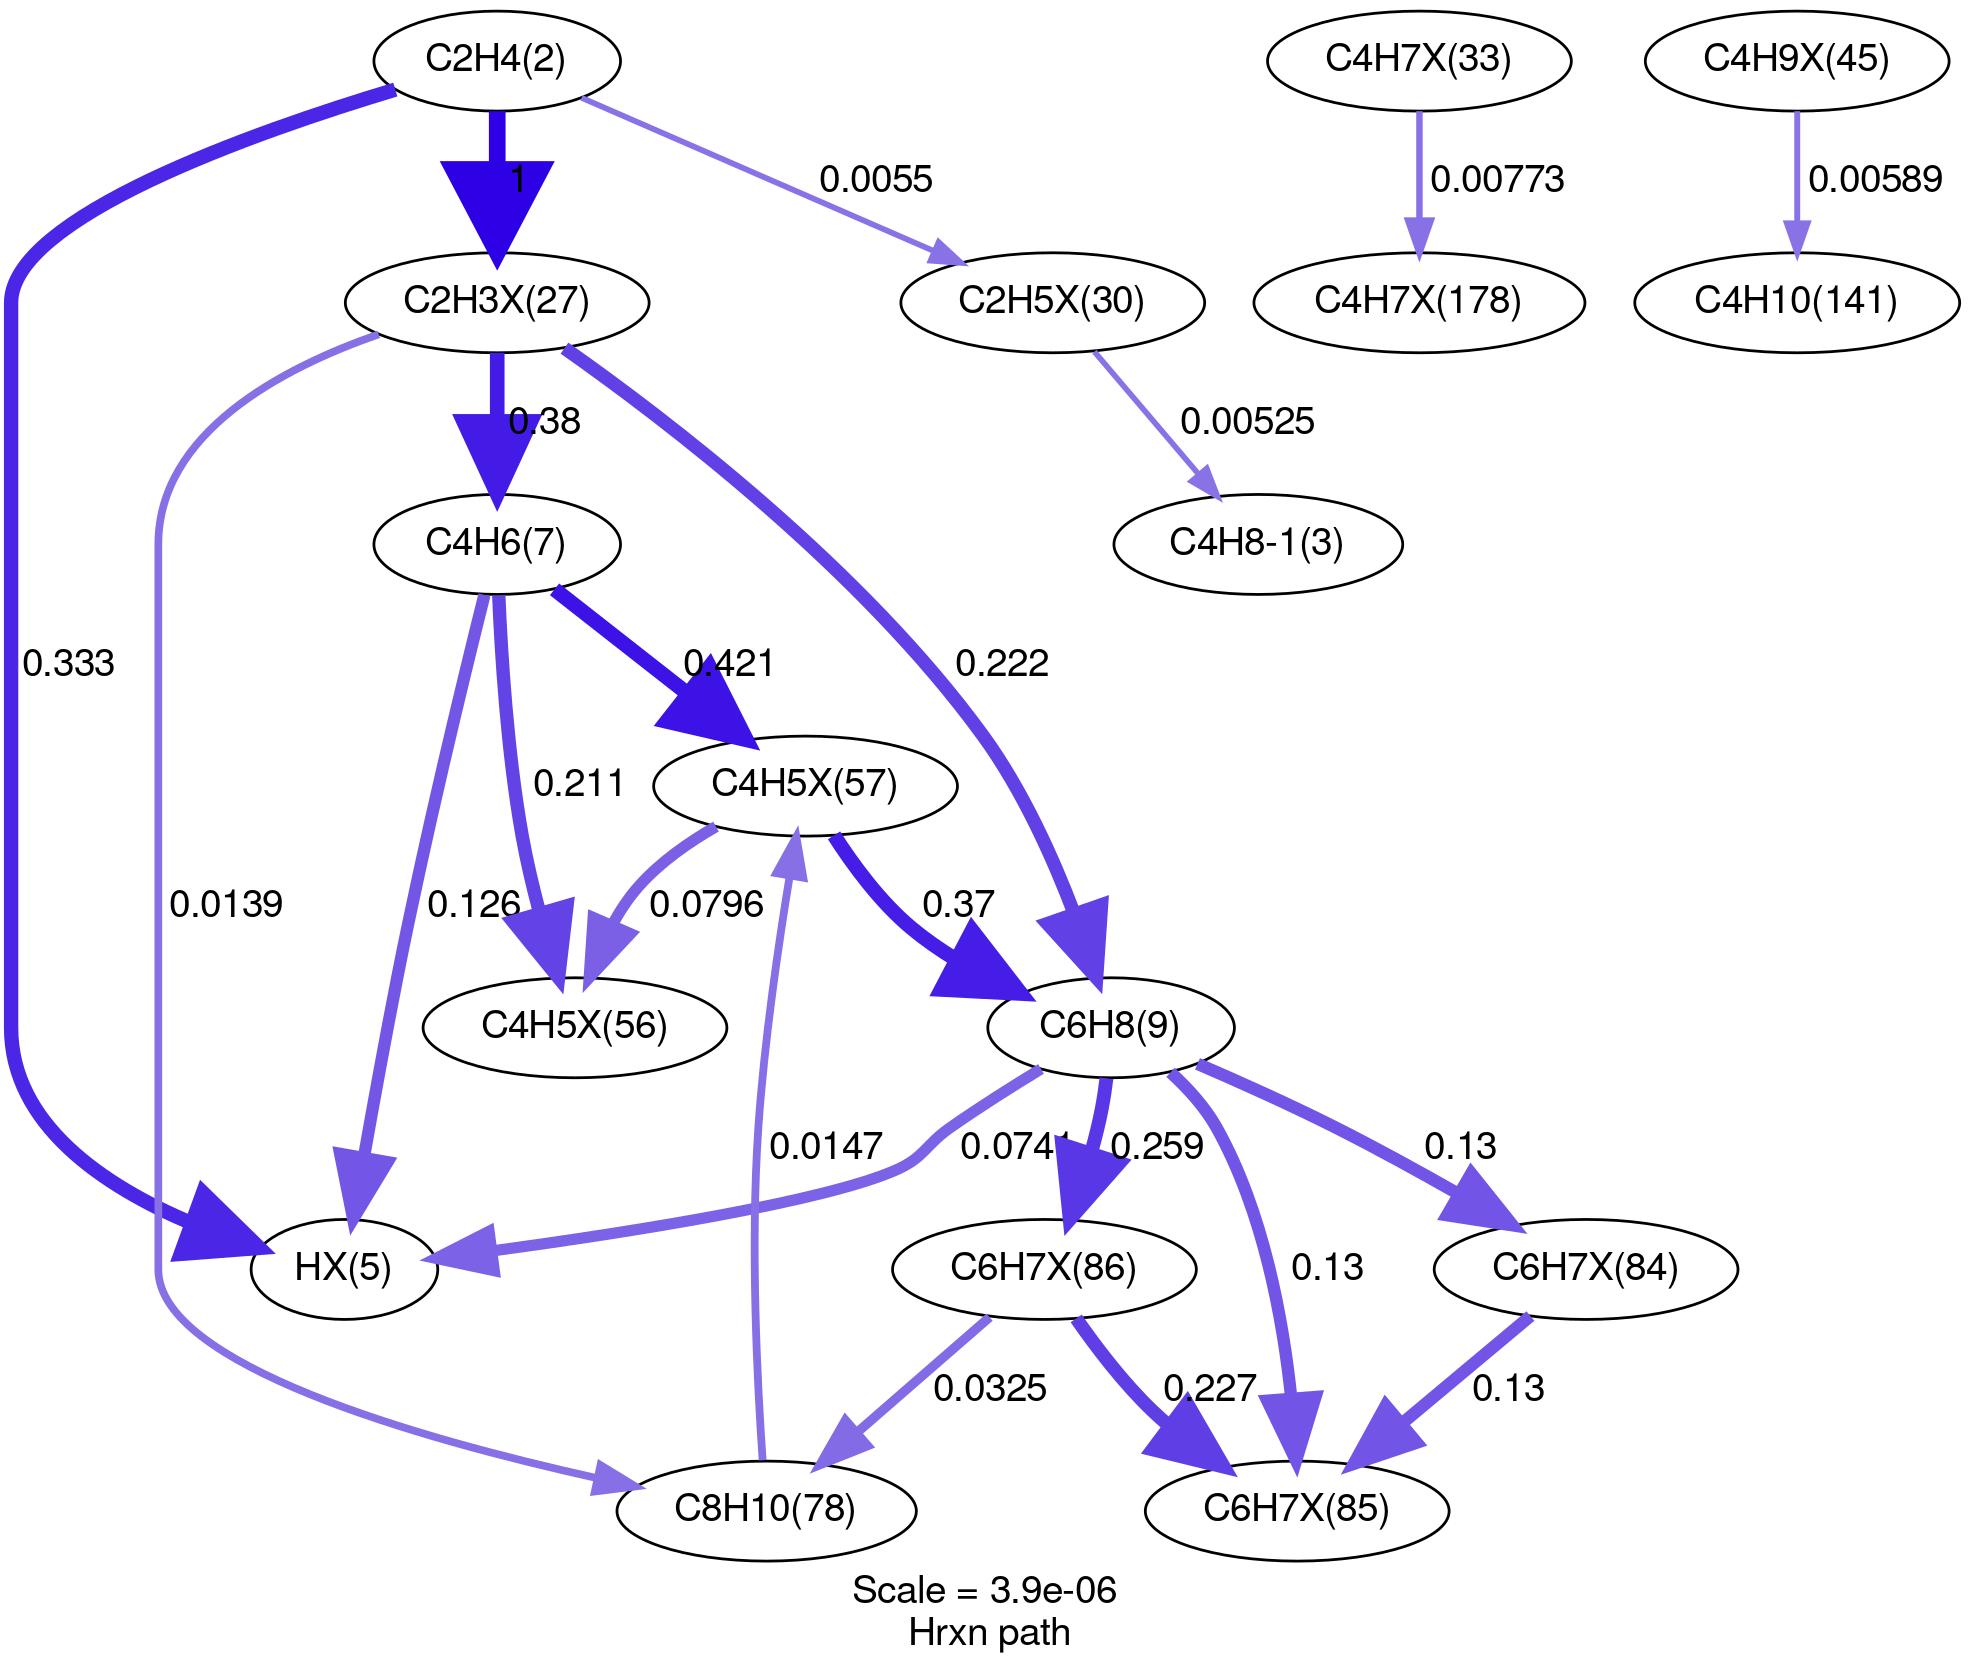 C2H4(2)
C4H7X(33)
C4H9X(45)
1
0.0055
0.00773
0.00589
C2H3X(27)
C2H5X(30)
C4H7X(178)
C4H10(141)
0.38
0.00525
C4H6(7)
C4H8-1(3)
0.333
0.421
0.222
0.211
C4H5X(57)
0.0139
0.126
0.0796
0.37
C4H5X(56)
C6H8(9)
0.0147
0.0741
0.259
0.13
HX(5)
C6H7X(86)
0.13
C6H7X(84)
0.0325
0.227
0.13
C8H10(78)
C6H7X(85)
Scale = 3.9e-06
Hrxn path